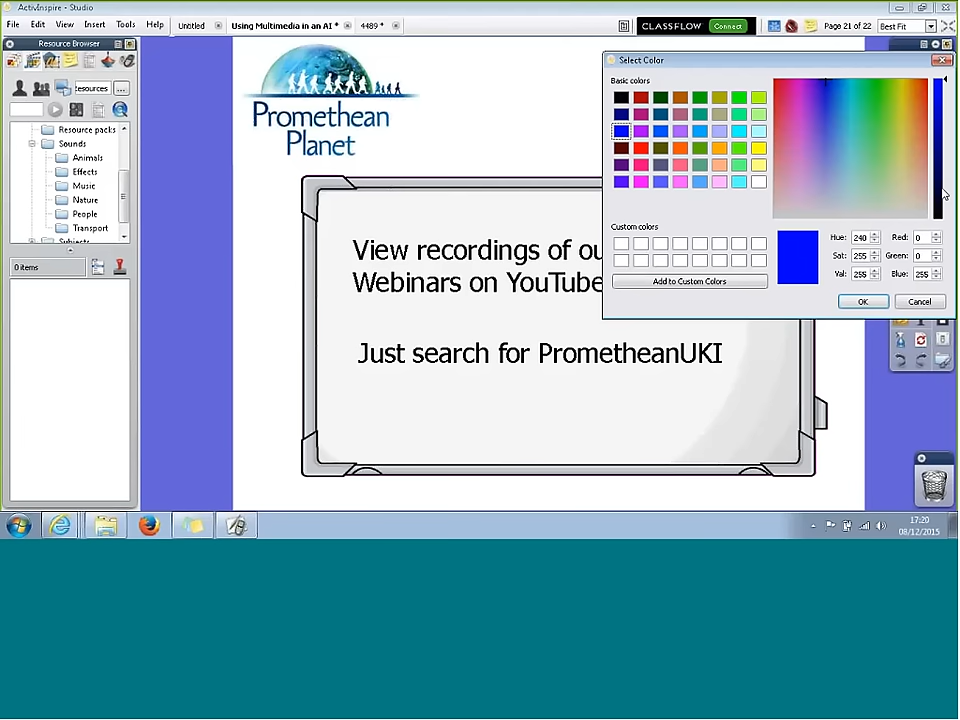 ActivInspire - Studio
File Edit View Insert Tools Help
Untitled
Using Multimedia in an AI *
4489 *
CLASSFLOW Connect
Page 21 of 22
Best Fit
Resource Browser
Resource packs
Sounds
Animals
Effects
Music
Nature
People
Transport
0 items
Promethean
Planet
View recordings of
Webinars on YouTube
Just search for PrometheanUKI
Select Color
Basic colors
Custom colors
Add to Custom Colors
Hue: 240 Red: 0
Sat: 255 Green: 0
Val: 255 Blue: 255
OK Cancel
17:20
08/12/2015